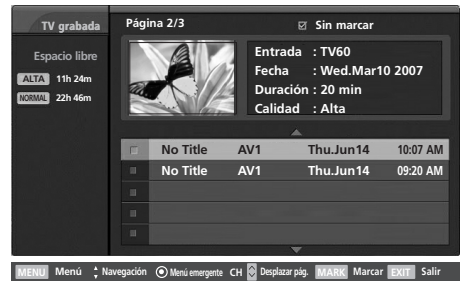 TV grabada
Espacio libre
ALTA 11h 24m
NORMAL 22h 46m
Página 2/3
Sin marcar
Entrada : TV60
Fecha : Wed.Mar10 2007
Duración : 20 min
Calidad : Alta
No Title AV1 Thu.Jun14 10:07 AM
No Title AV1 Thu.Jun14 09:20 AM
MENU Menú Navegación Menú emergente CH Desplazar pág. MARK Marcar EXIT Salir